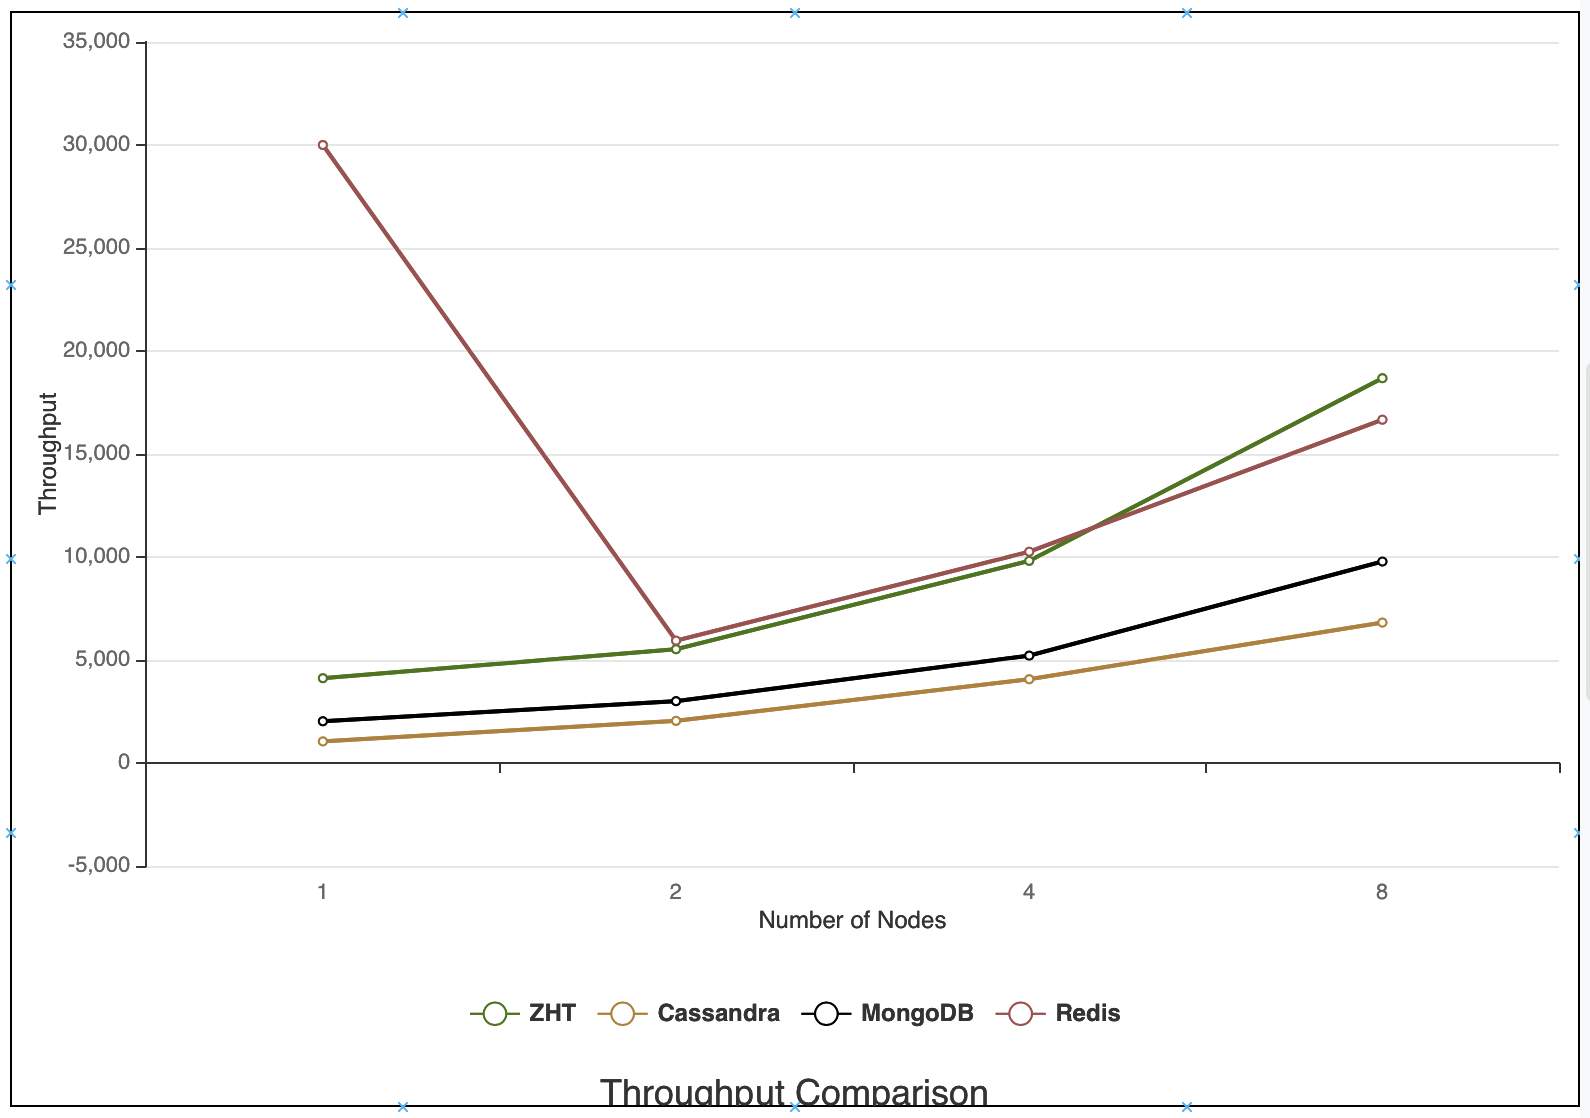 35,000
30,000
25,000
20,000
15,000
10,000
5,000
0
-5,000
Throughput
1 2 4 8
Number of Nodes
ZHT Cassandra MongoDB Redis
Throughput Comparison